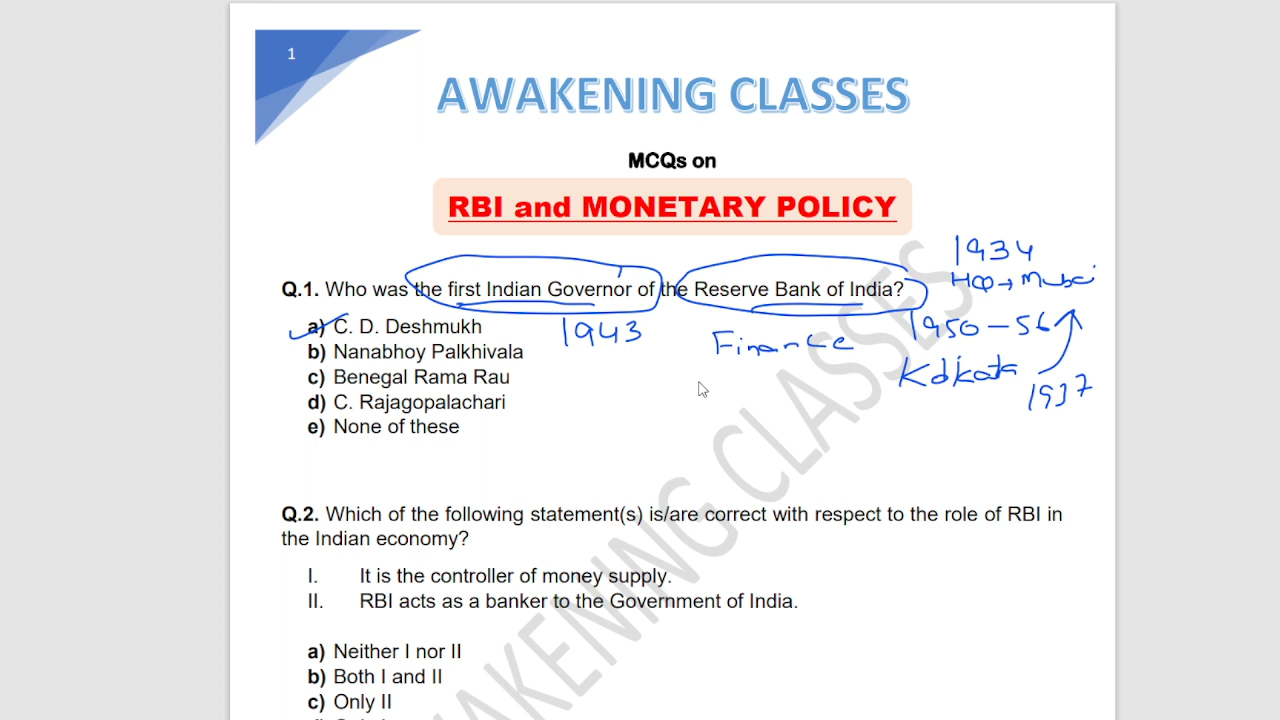 1
AWAKENING CLASSES
MCQs on
RBI and MONETARY POLICY
1934
HQ → Mumbai
Q.1. Who was the first Indian Governor of the Reserve Bank of India?
a) C. D. Deshmukh
1943
Finance
1950-56
b) Nanabhoy Palkhivala
c) Benegal Rama Rau
Kolkata
1937
d) C. Rajagopalachari
e) None of these
Q.2. Which of the following statement(s) is/are correct with respect to the role of RBI in
the Indian economy?
I. It is the controller of money supply.
II. RBI acts as a banker to the Government of India.
a) Neither I nor II
b) Both I and II
c) Only II
AWAKENING CLASSES